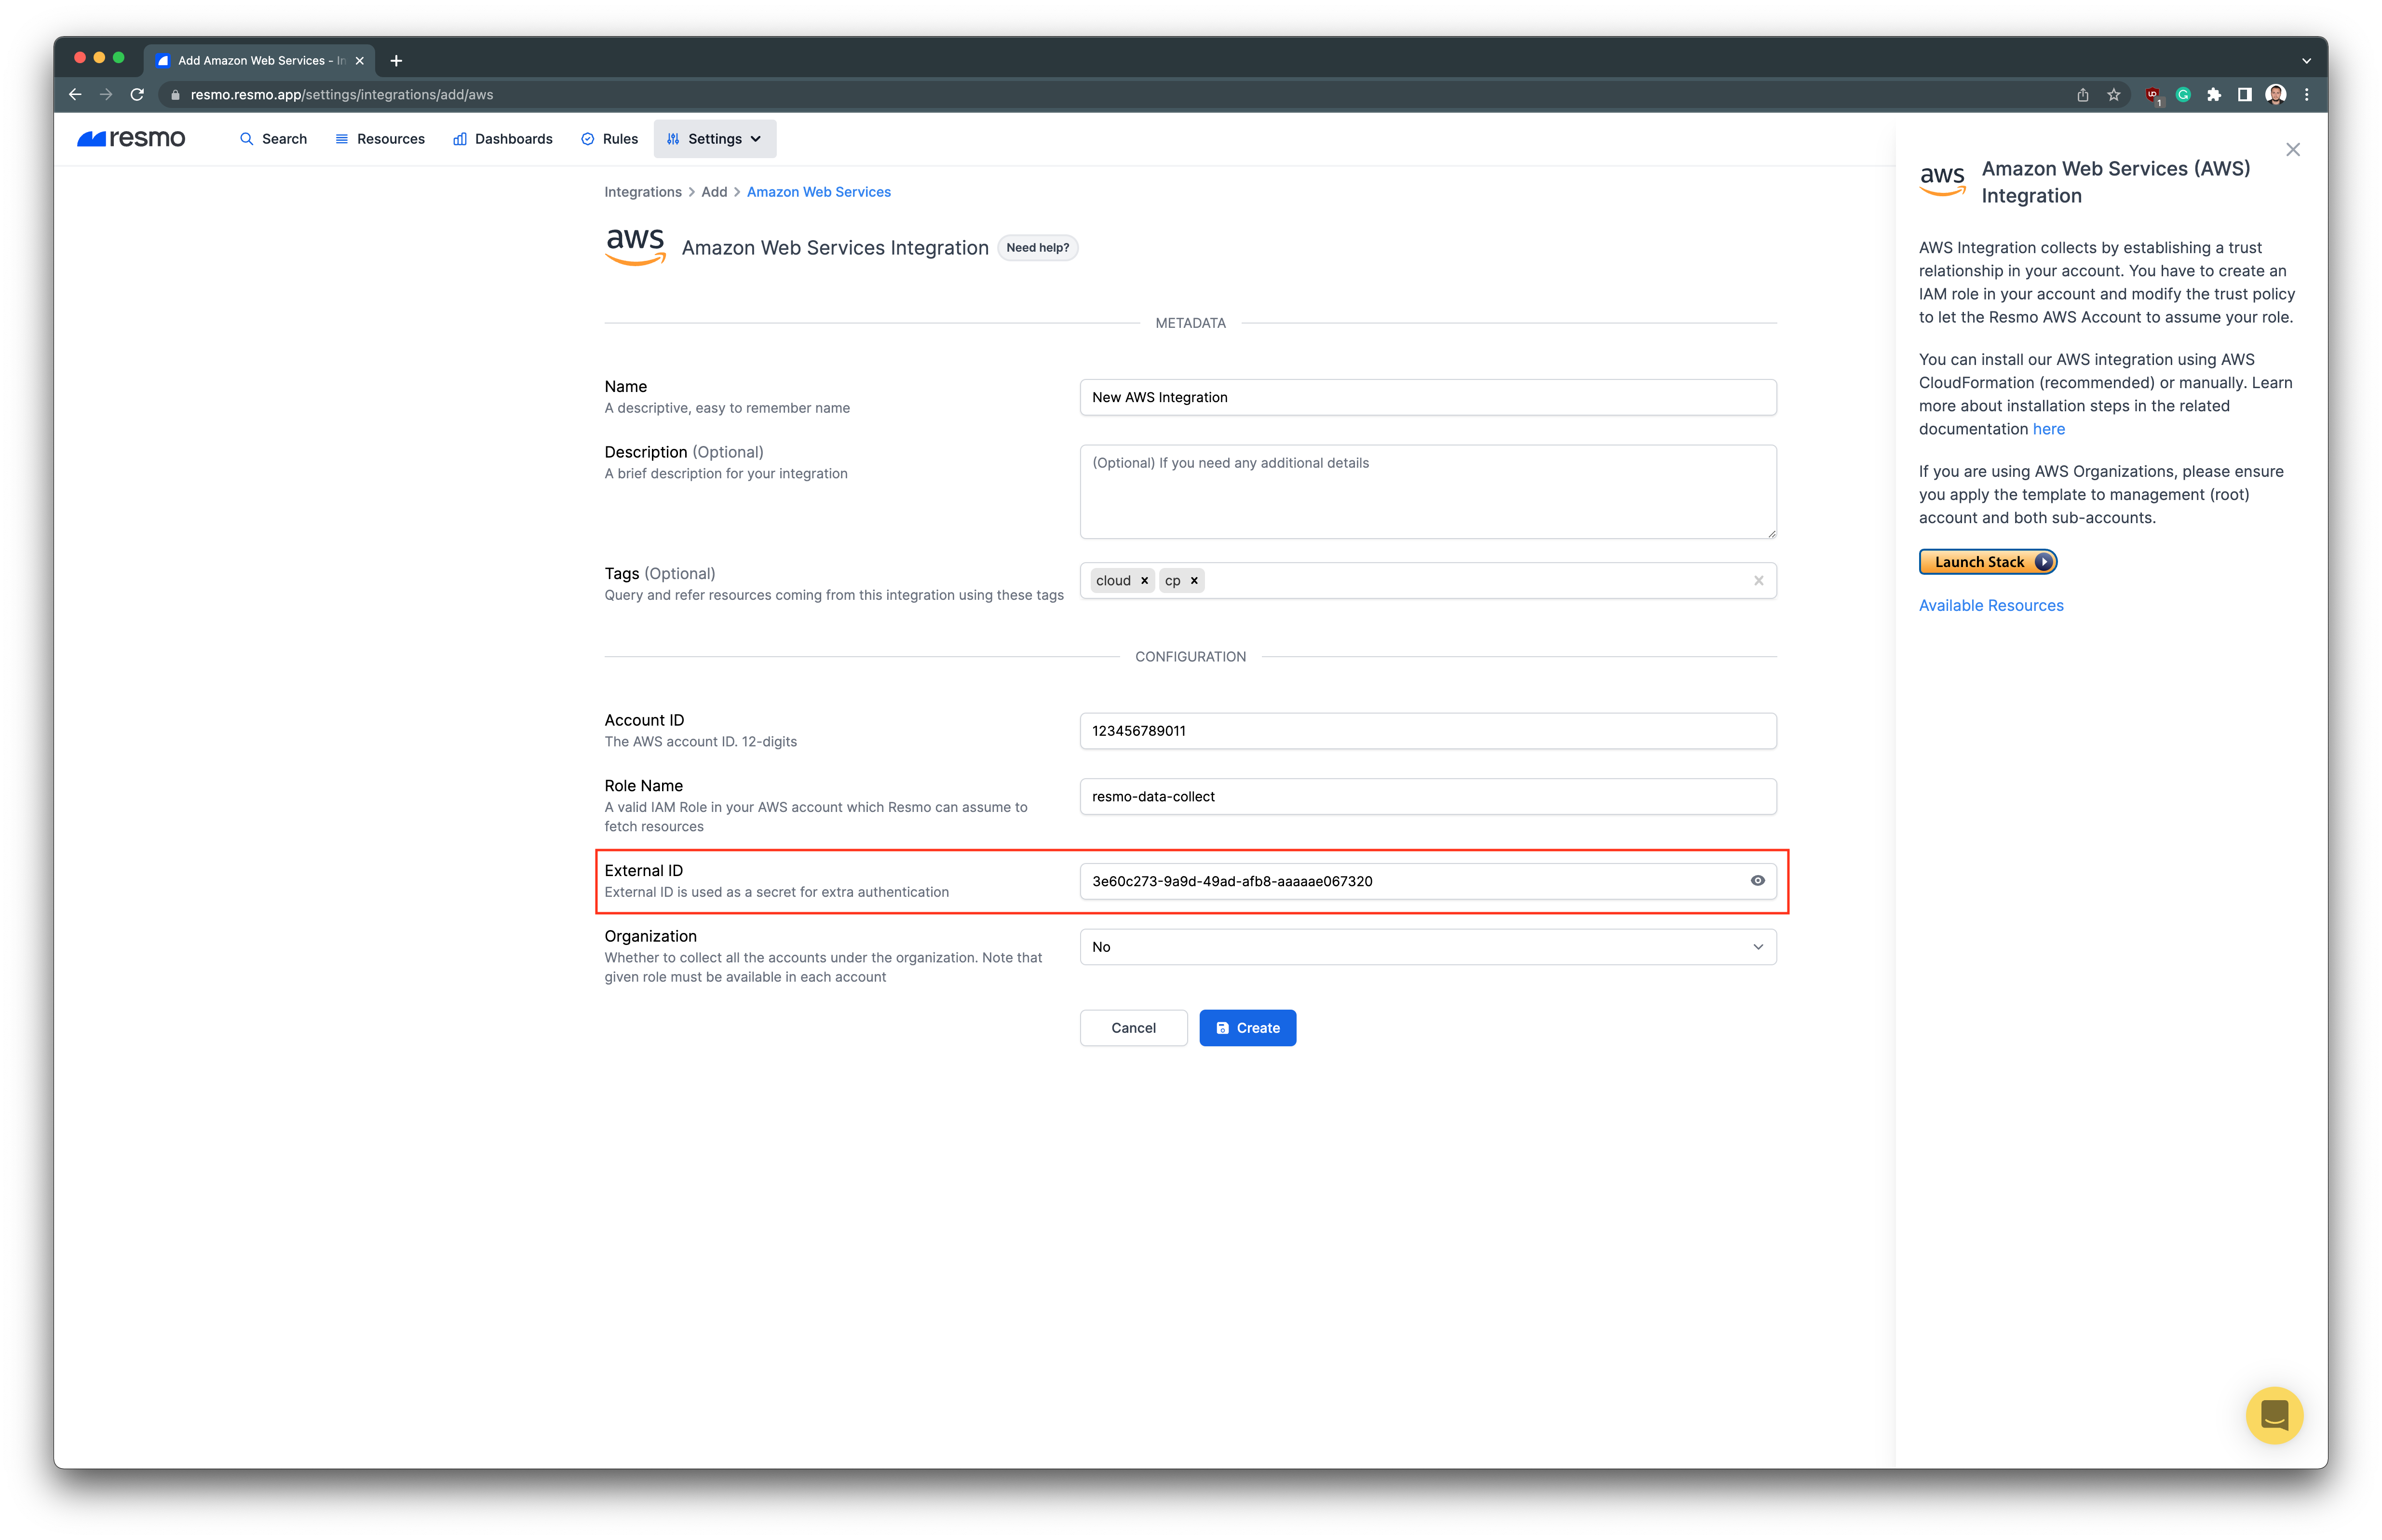 Add Amazon Web Services - In
resmo.resmo.app/settings/integrations/add/aws
1
resmo
Search
Resources
Dashboards
Rules
Settings
Integrations > Add > Amazon Web Services
aws
Amazon Web Services Integration
Need help?
METADATA
Name
A descriptive, easy to remember name
New AWS Integration
Description (Optional)
A brief description for your integration
(Optional) If you need any additional details
Tags (Optional)
Query and refer resources coming from this integration using these tags
cloud × cp ×
CONFIGURATION
Account ID
The AWS account ID. 12-digits
123456789011
Role Name
A valid IAM Role in your AWS account which Resmo can assume to
fetch resources
resmo-data-collect
External ID
External ID is used as a secret for extra authentication
3e60c273-9a9d-49ad-afb8-aaaaae067320
Organization
Whether to collect all the accounts under the organization. Note that
given role must be available in each account
No
Cancel
Create
aws
Amazon Web Services (AWS)
Integration
AWS Integration collects by establishing a trust
relationship in your account. You have to create an
IAM role in your account and modify the trust policy
to let the Resmo AWS Account to assume your role.
You can install our AWS integration using AWS
CloudFormation (recommended) or manually. Learn
more about installation steps in the related
documentation here
If you are using AWS Organizations, please ensure
you apply the template to management (root)
account and both sub-accounts.
Launch Stack
Available Resources